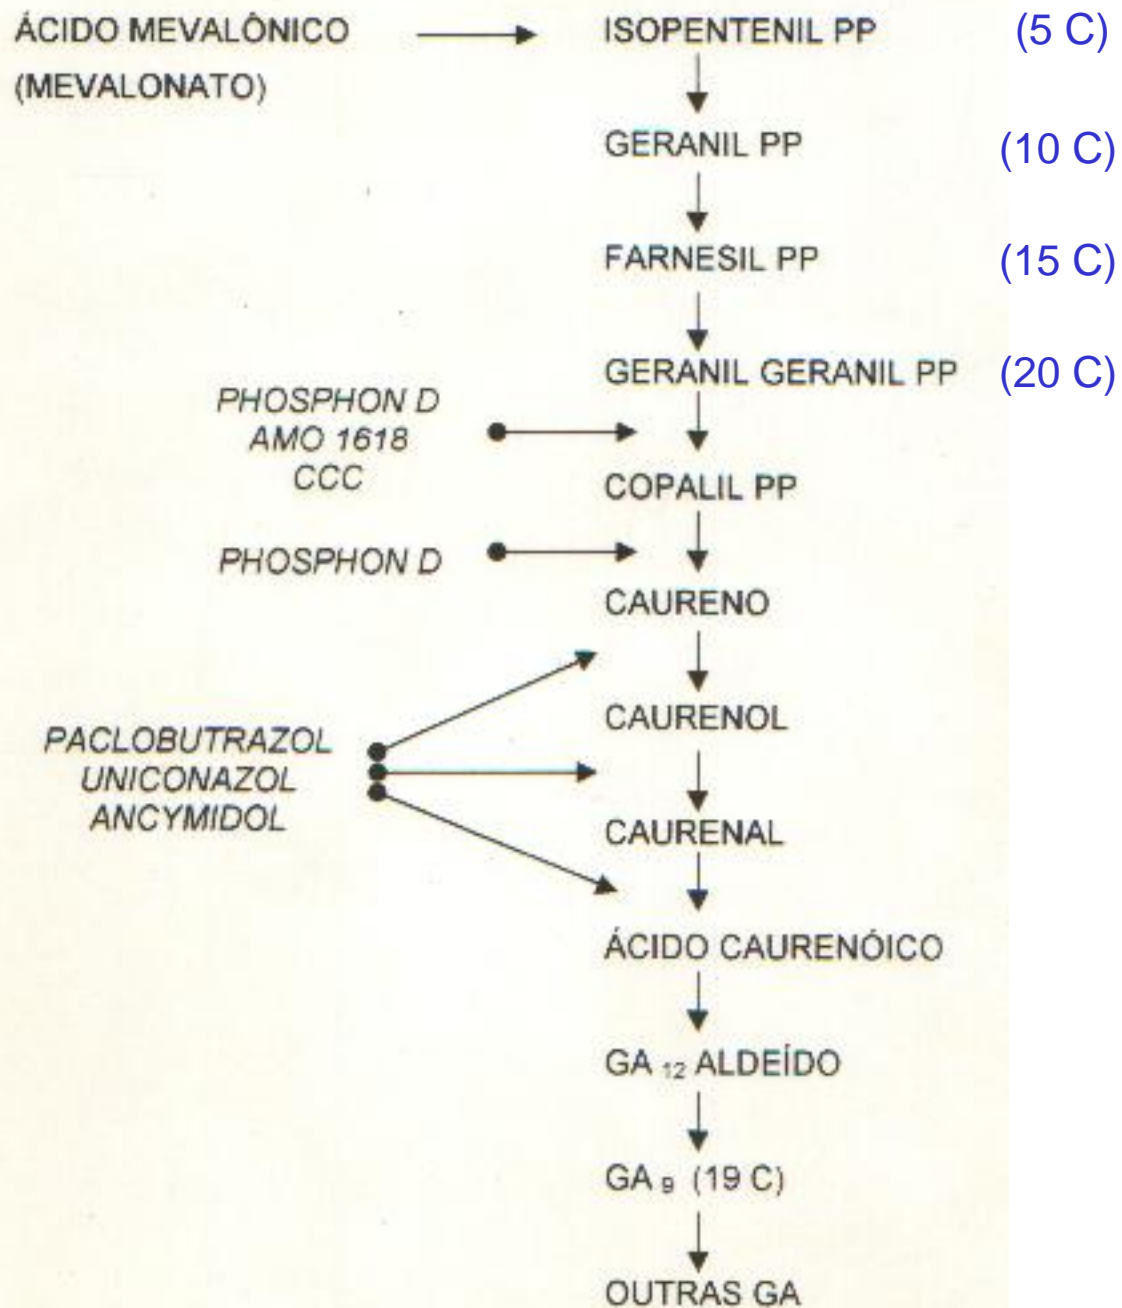 ÁCIDO MEVALÔNICO
(MEVALONATO)
ISOPENTENIL PP
(5 C)
GERANIL PP
(10 C)
FARNESIL PP
(15 C)
GERANIL GERANIL PP
(20 C)
PHOSPHON D
AMO 1618
CCC
COPALIL PP
PHOSPHON D
CAURENO
PACLOBUTRAZOL
UNICONAZOL
ANCYMIDOL
CAURENOL
CAURENAL
ÁCIDO CAURENÓICO
GA 12 ALDEÍDO
GA 9 (19 C)
OUTRAS GA